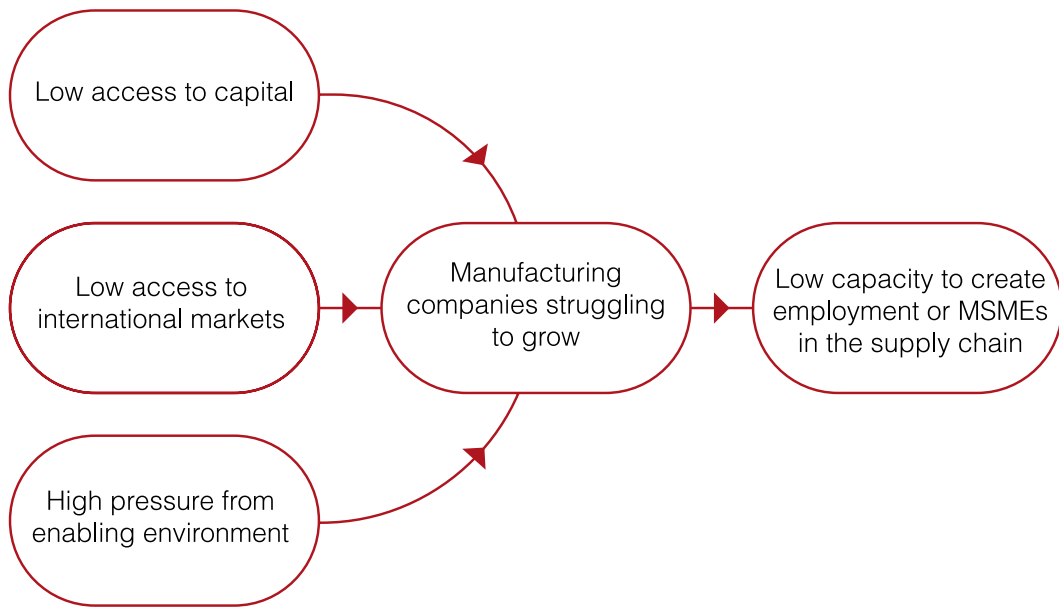 Low access to capital
Low access to
international markets
High pressure from
enabling environment
Manufacturing
companies struggling
to grow
Low capacity to create
employment or MSMEs
in the supply chain